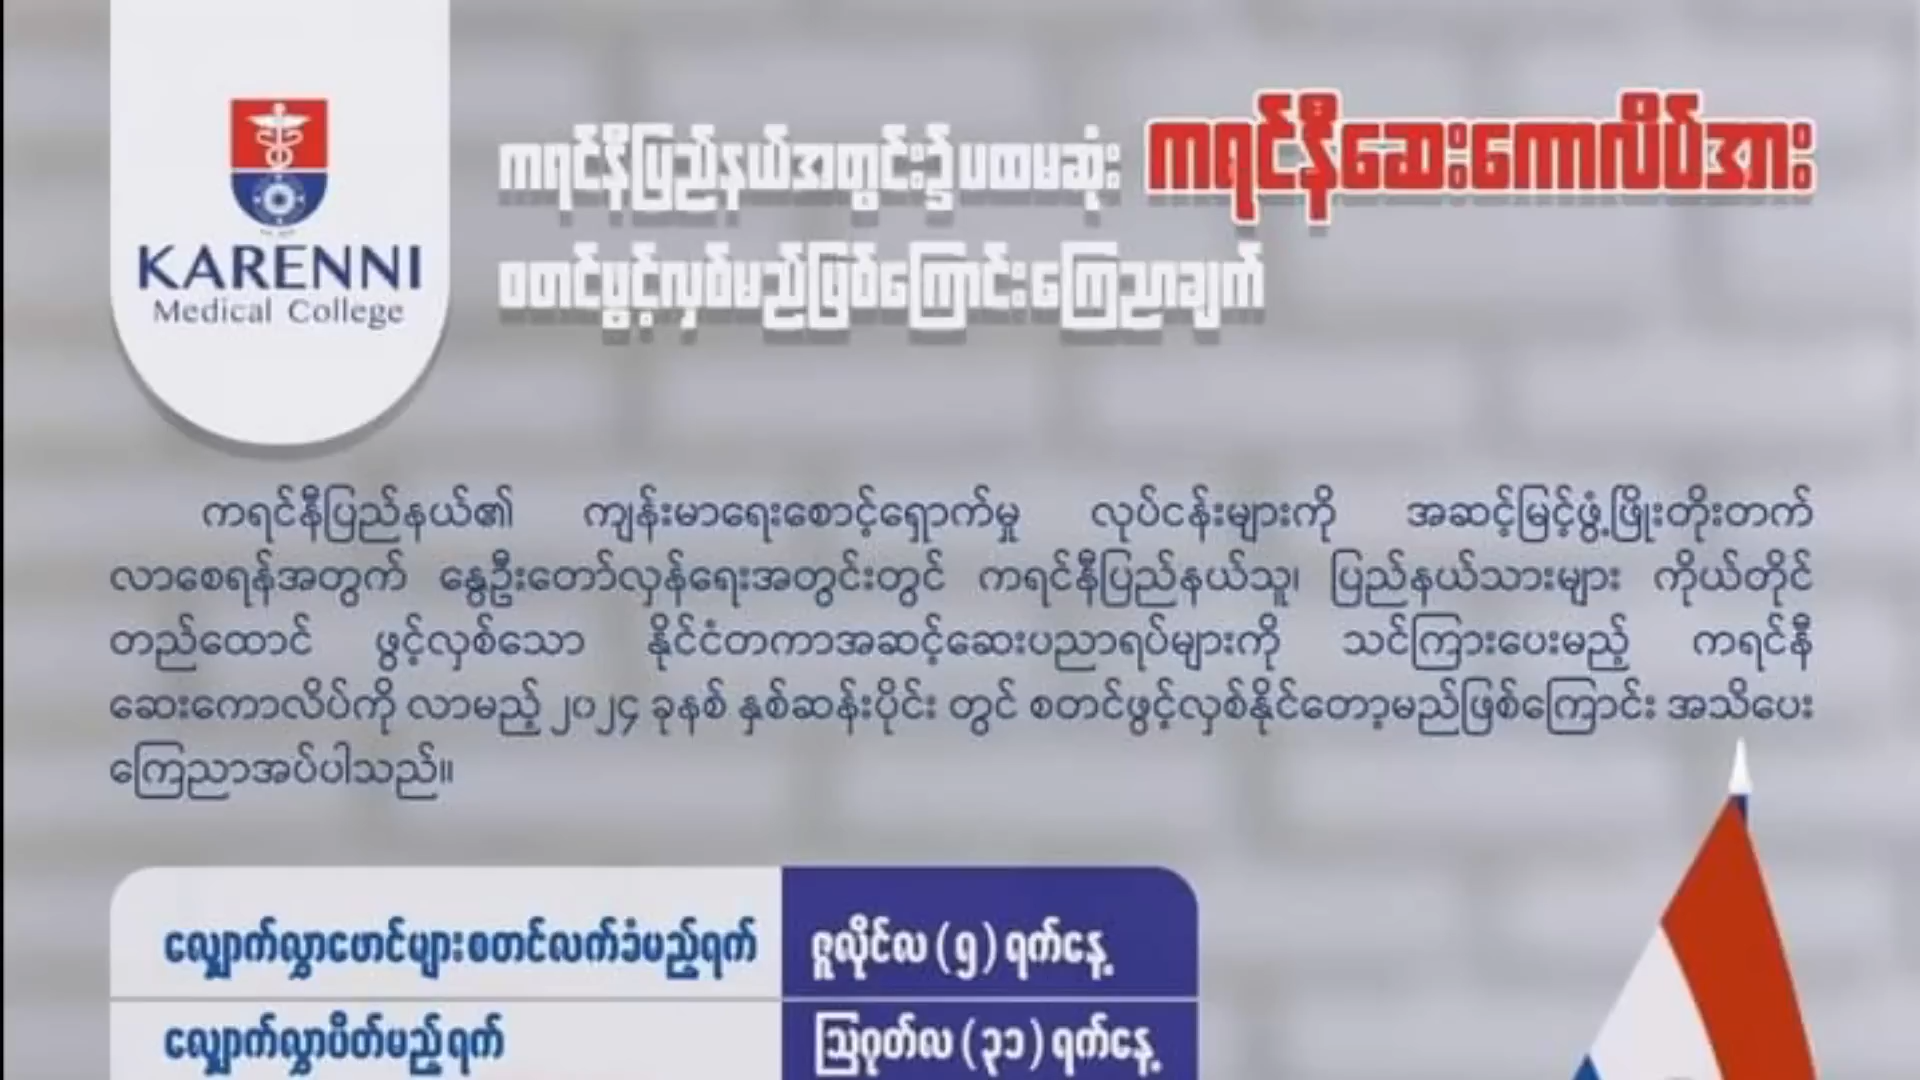 KARENNI
Medical College
ကရင်နီပြည်နယ်အတွင်း၌ပထမဆုံး ကရင်နီဆေးကောလိပ်အား
စတင်ဖွင့်လှစ်မည်ဖြစ်ကြောင်းကြေညာချက်
ကရင်နီပြည်နယ်၏ ကျန်းမာရေးစောင့်ရှောက်မှု လုပ်ငန်းများကို အဆင့်မြင့်ဖွံ့ဖြိုးတိုးတက်
လာစေရန်အတွက် နွေဦးတော်လှန်ရေးအတွင်းတွင် ကရင်နီပြည်နယ်သူ၊ ပြည်နယ်သားများ ကိုယ်တိုင်
တည်ထောင် ဖွင့်လှစ်သော နိုင်ငံတကာအဆင့်ဆေးပညာရပ်များကို သင်ကြားပေးမည့် ကရင်နီ
ဆေးကောလိပ်ကို လာမည့် ၂၀၂၄ ခုနစ် နှစ်ဆန်းပိုင်း တွင် စတင်ဖွင့်လှစ်နိုင်တော့မည်ဖြစ်ကြောင်း အသိပေး
ကြေညာအပ်ပါသည်။
လျှောက်လွှာဖောင်များစတင်လက်ခံမည့်ရက် ဇူလိုင်လ (၅) ရက်နေ့
လျှောက်လွှာပိတ်မည့်ရက် ဩဂုတ်လ (၃၁) ရက်နေ့